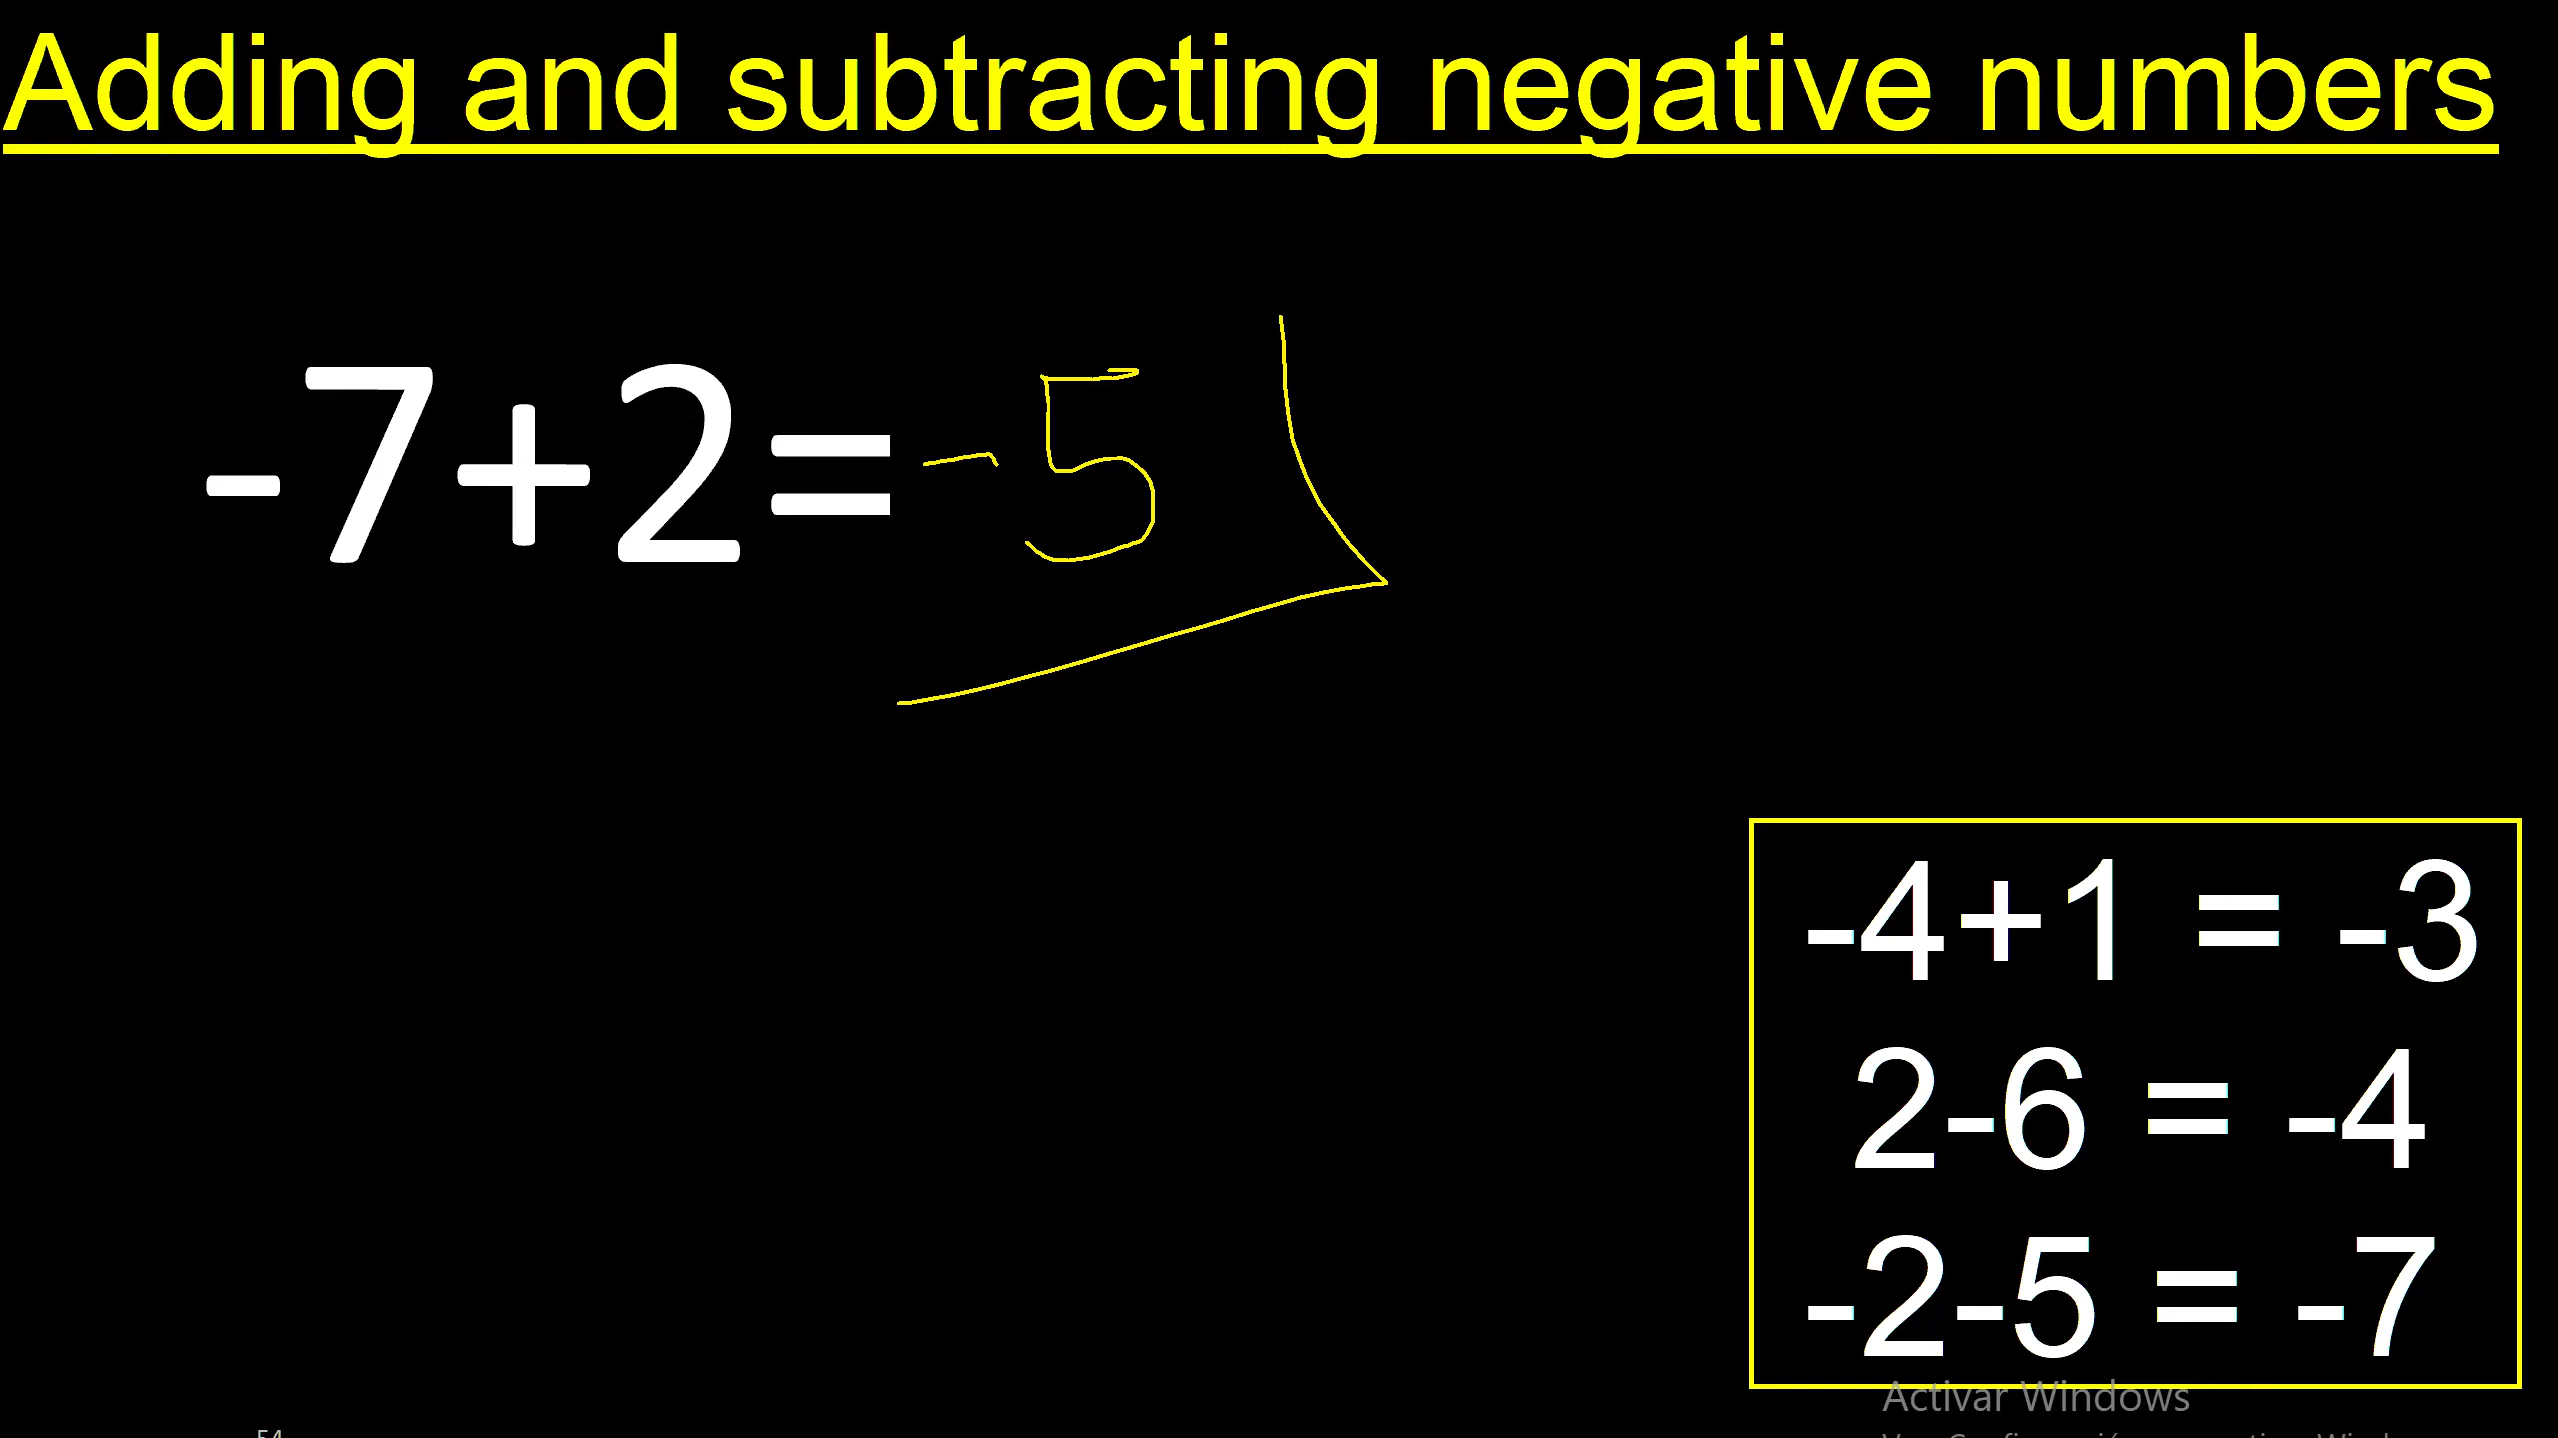 Adding and subtracting negative numbers
-7+2=-5
-4+1 = -3
2-6 = -4
-2-5 = -7
Activar Windows